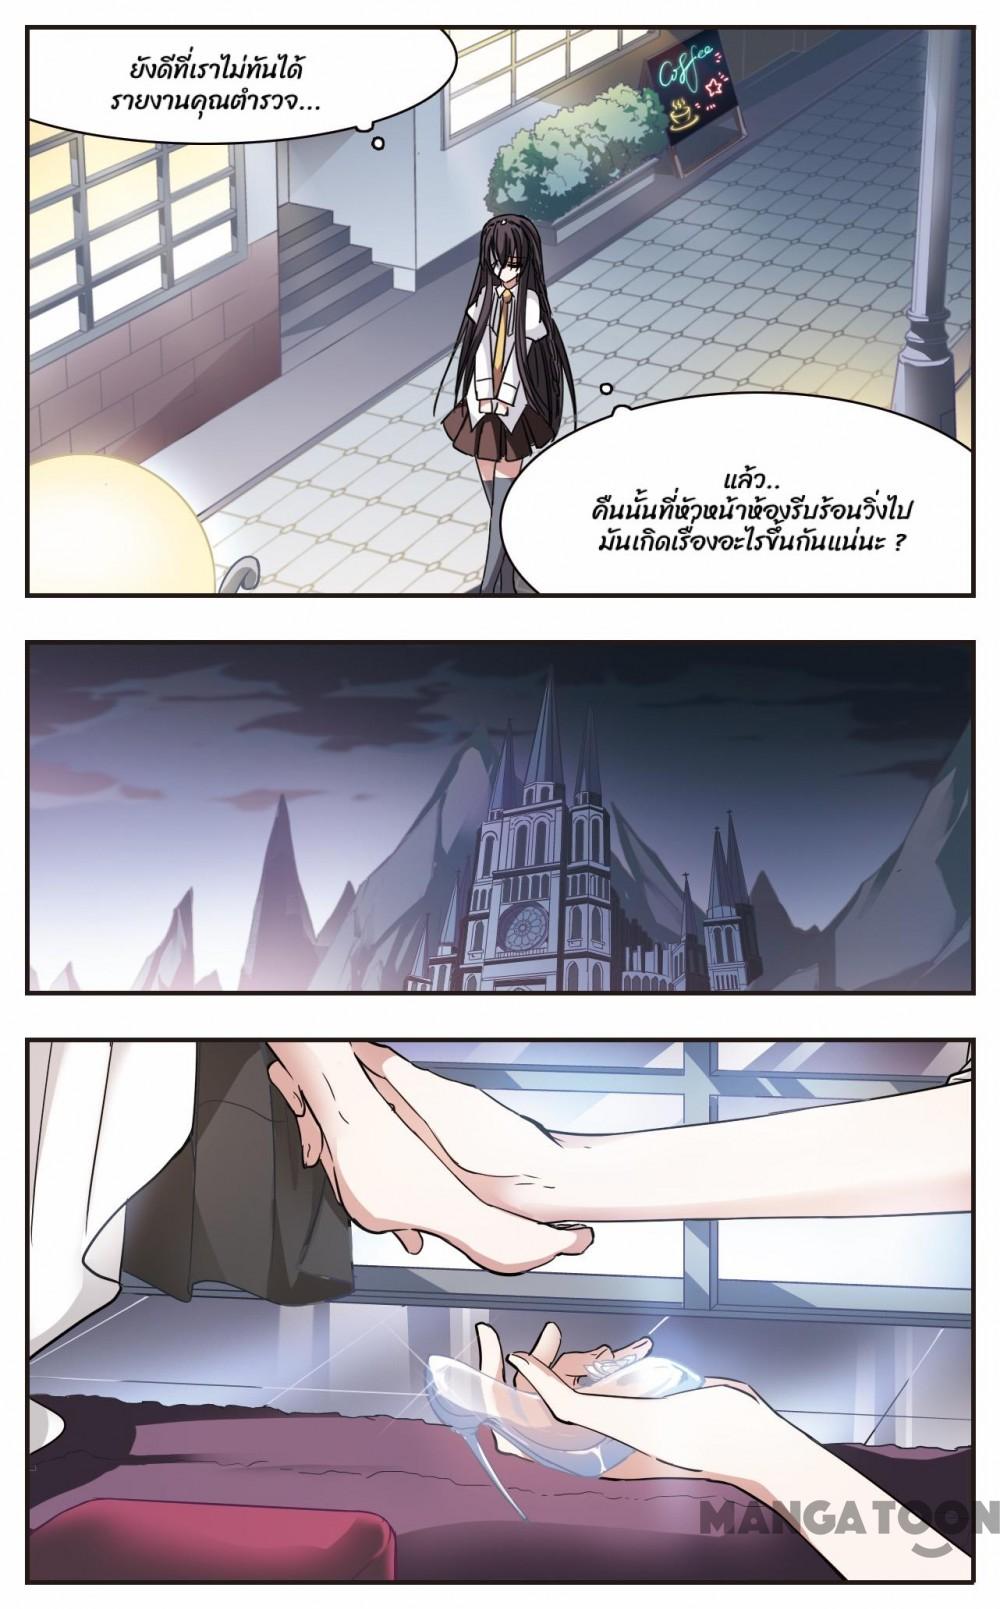 ยังดีที่เราไม่ทันได้
รายงานคุณตำรวจ...
Coffee
แล้ว..
คืนนั้นที่หัวหน้าห้องรีบร้อนวิ่งไป
มันเกิดเรื่องอะไรขึ้นกันแน่นะ ?
MANGATOON